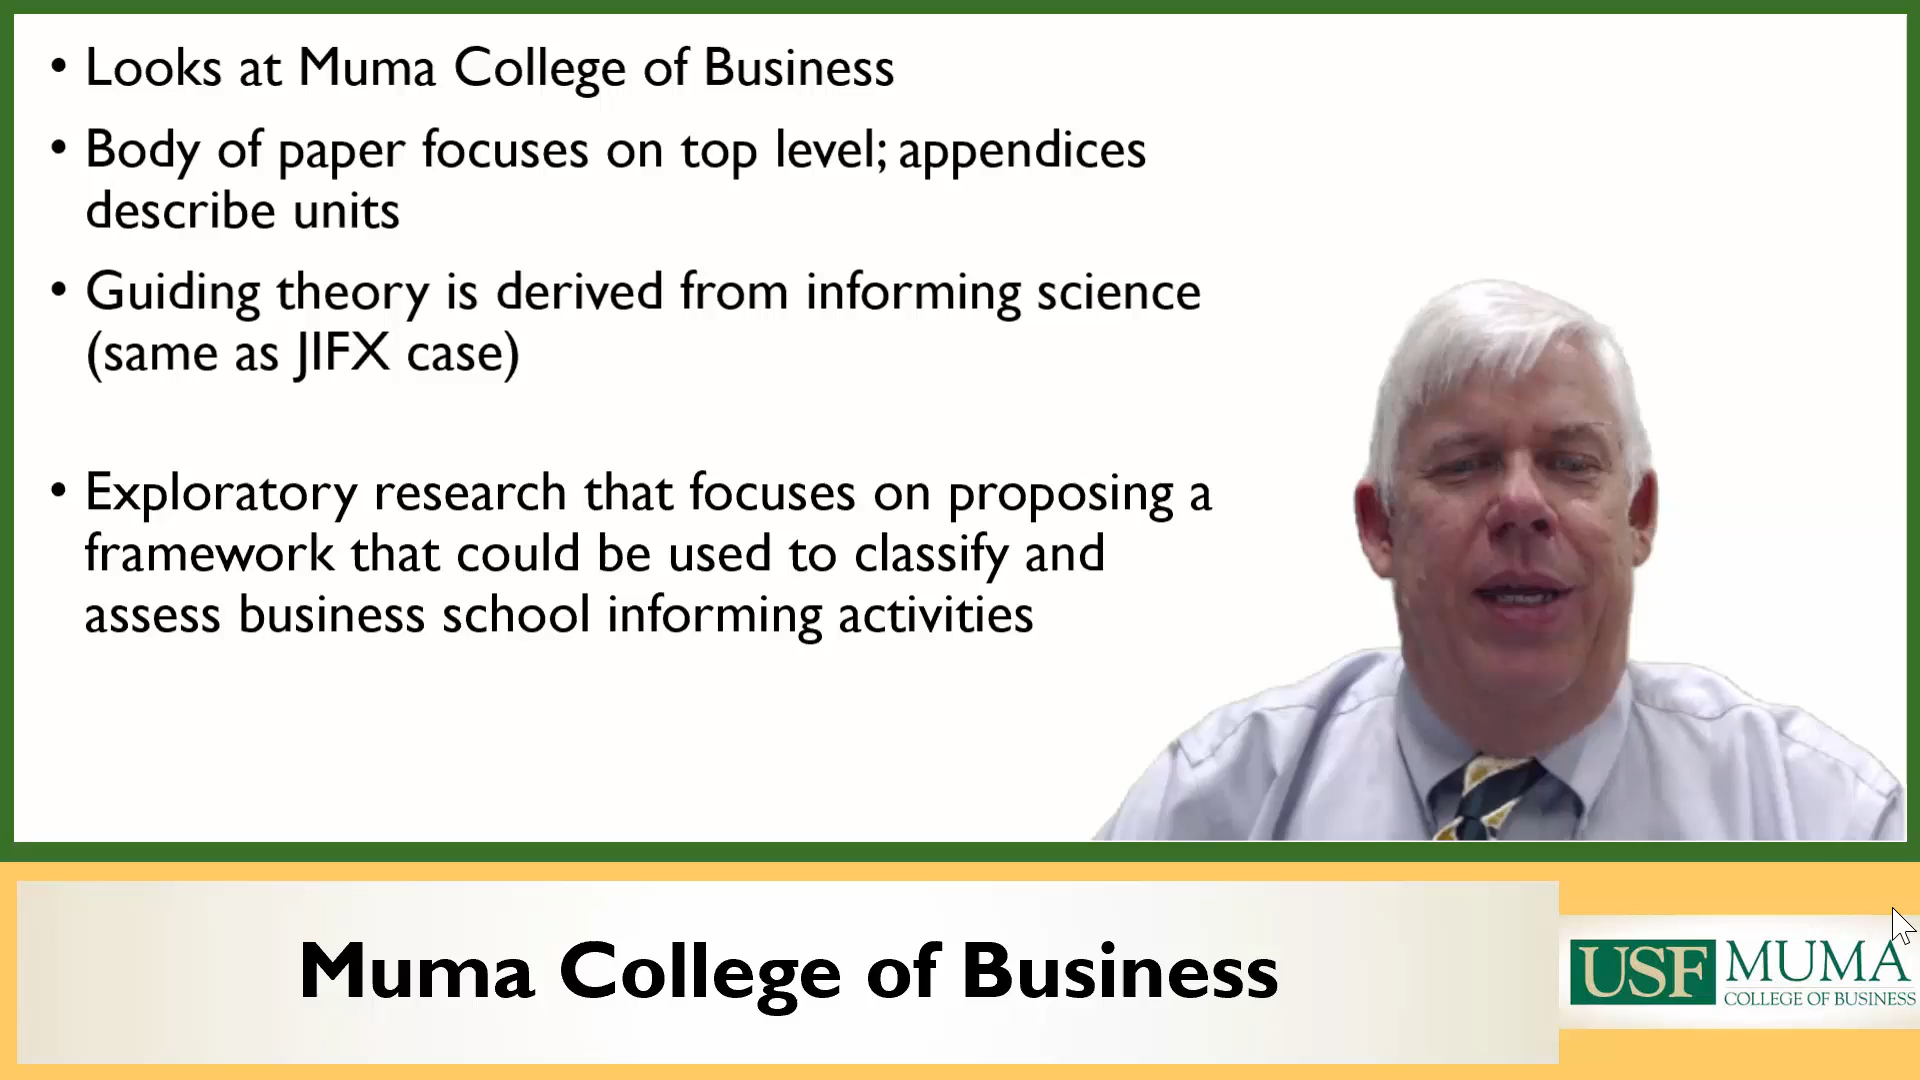 • Looks at Muma College of Business
• Body of paper focuses on top level; appendices
describe units
• Guiding theory is derived from informing science
(same as JIFX case)
• Exploratory research that focuses on proposing a
framework that could be used to classify and
assess business school informing activities
Muma College of Business
USF MUMA
COLLEGE OF BUSINESS